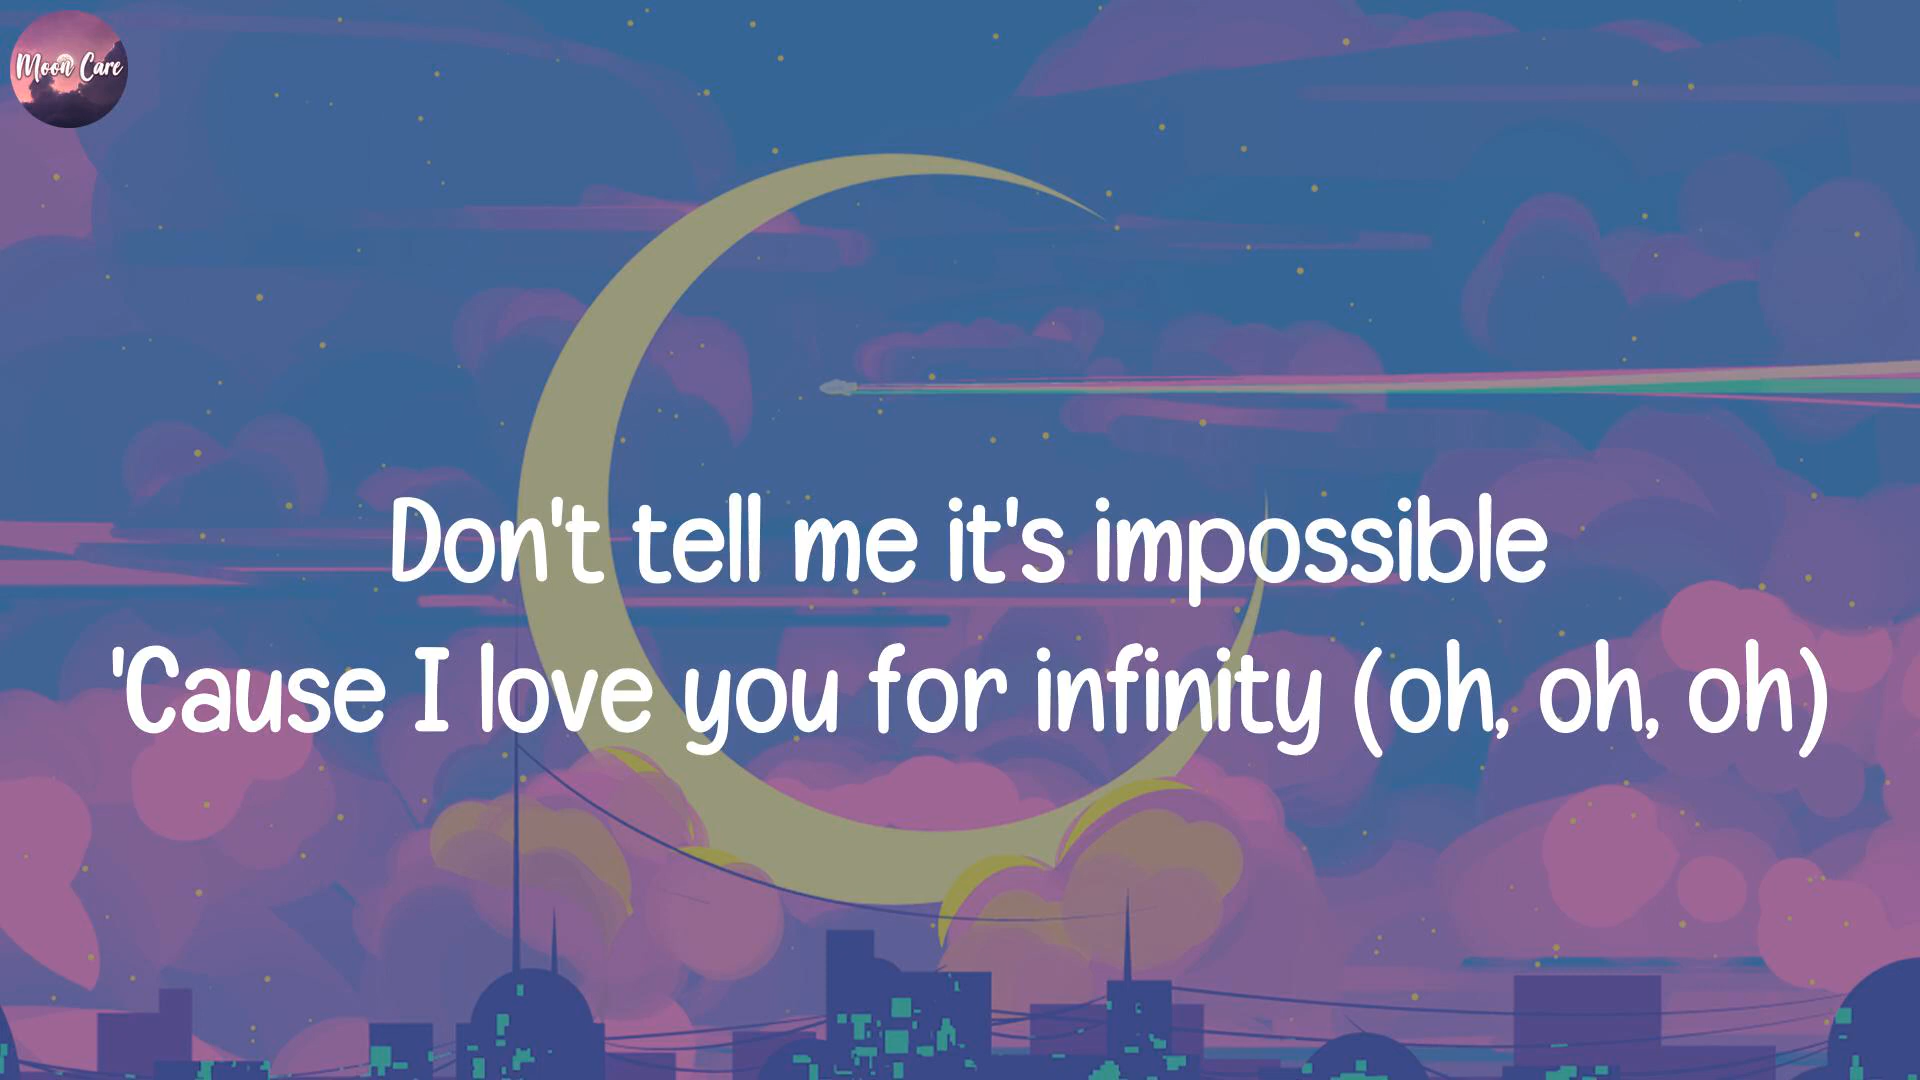 Moon Care
Don't tell me it's impossible
'Cause I love you for infinity (oh, oh, oh)